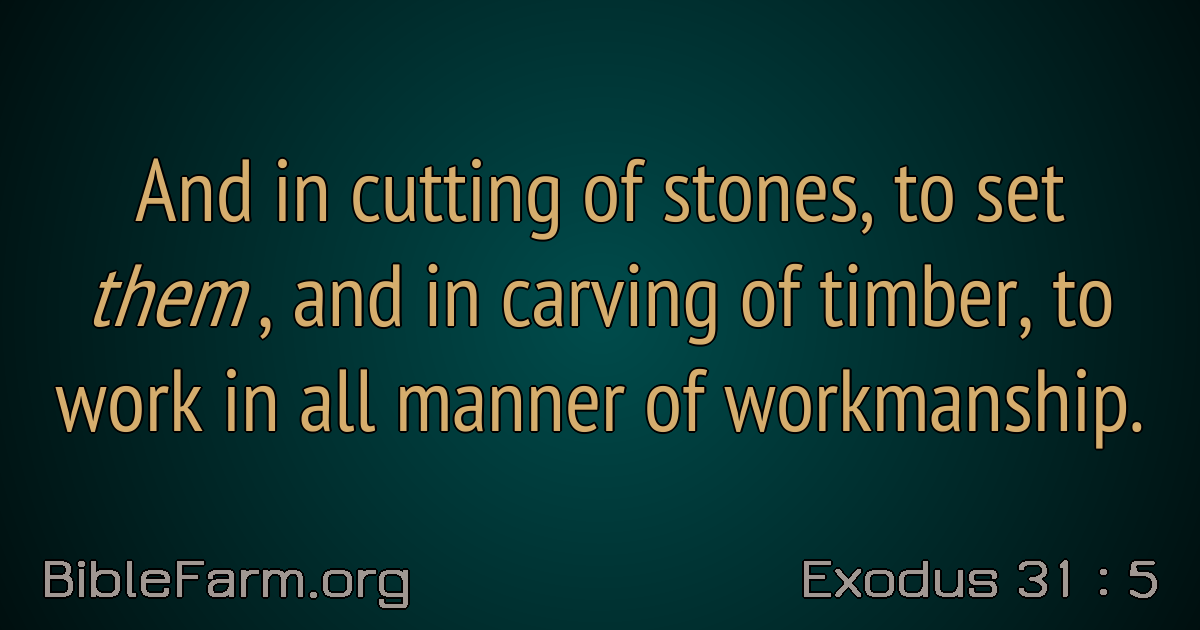 And in cutting of stones, to set
them , and in carving of timber, to
work in all manner of workmanship.
BibleFarm.org
Exodus 31 : 5